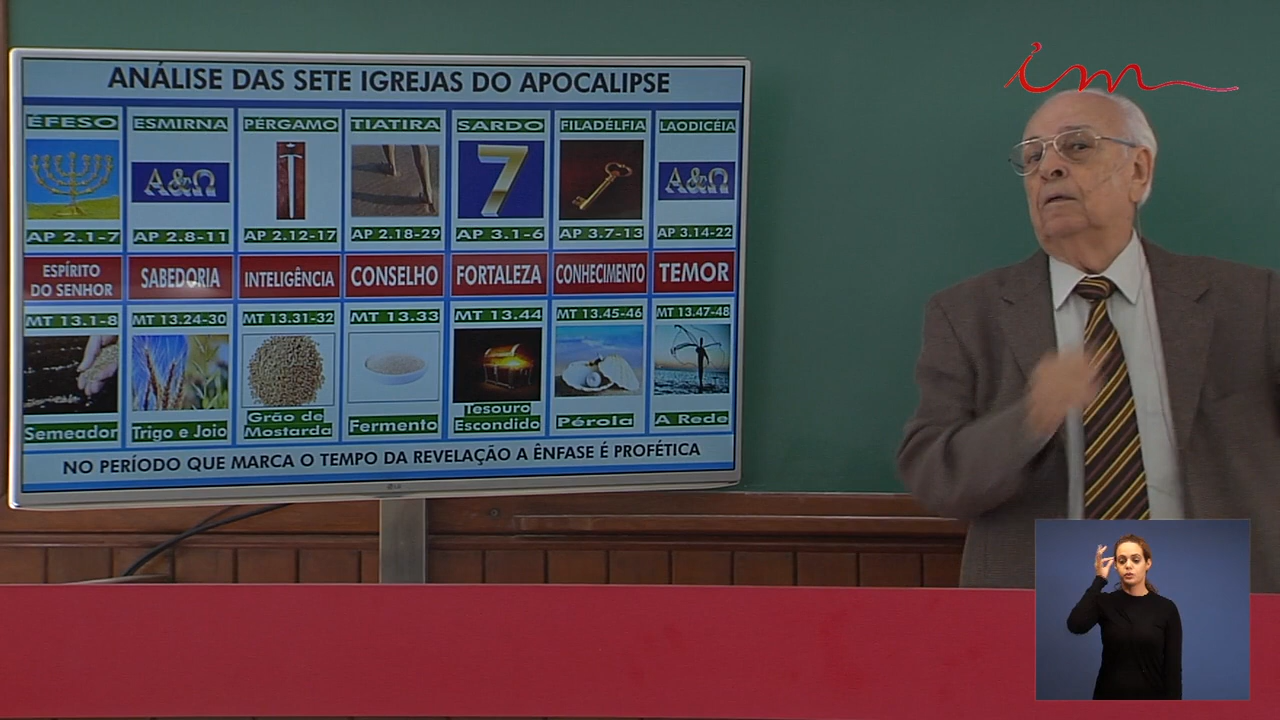 im
ANÁLISE DAS SETE IGREJAS DO APOCALIPSE
ÉFESO ESMIRNA PÉRGAMO TIATIRA SARDO FILADÉLFIA LAODICÉIA
A&Ω 7 A&Ω
AP 2.1-7 AP 2.8-11 AP 2.12-17 AP 2.18-29 AP 3.1-6 AP 3.7-13 AP 3.14-22
ESPÍRITO
DO SENHOR SABEDORIA INTELIGÊNCIA CONSELHO FORTALEZA CONHECIMENTO TEMOR
MT 13.1-8 MT 13.24-30 MT 13.31-32 MT 13.33 MT 13.44 MT 13.45-46 MT 13.47-48
Semeador Trigo e Joio
Grão de
Mostarda
Fermento
Tesouro
Escondido
Pérola A Rede
NO PERÍODO QUE MARCA O TEMPO DA REVELAÇÃO A ÊNFASE É PROFÉTICA
LG